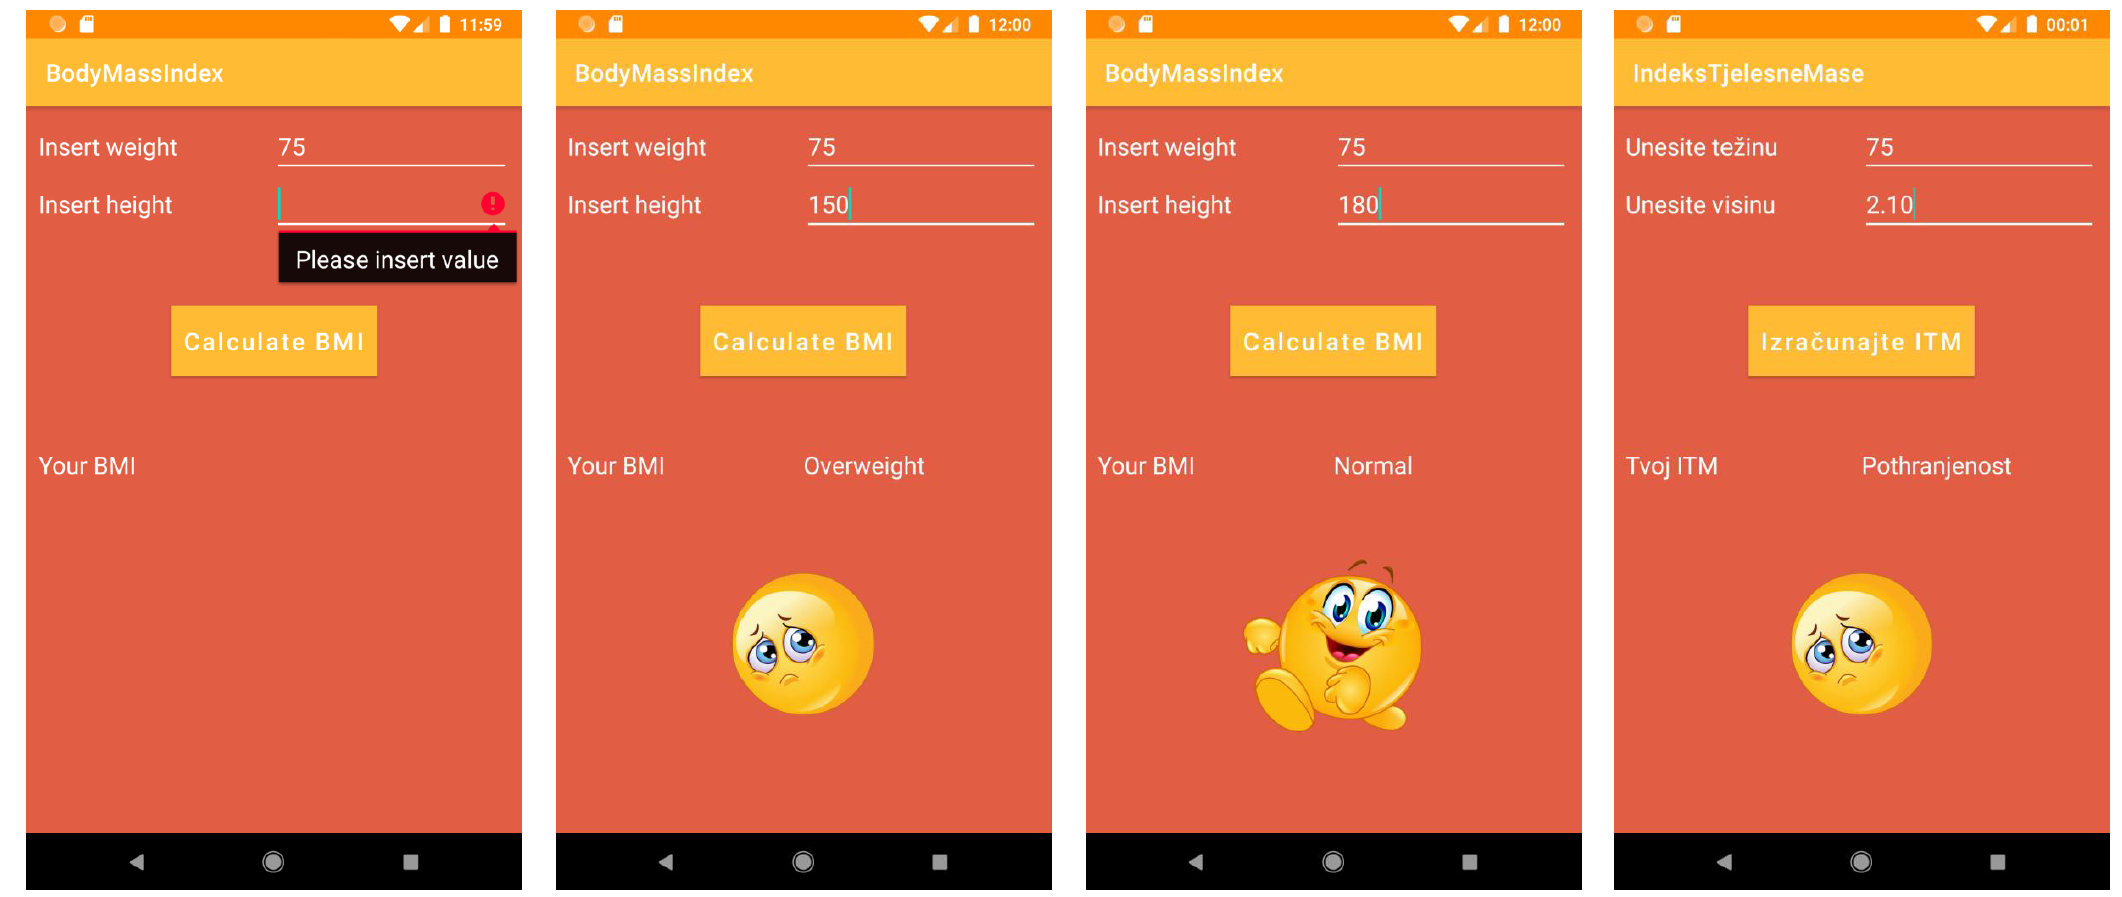 11:59
BodyMassIndex
Insert weight 75
Insert height
Please insert value
Calculate BMI
Your BMI
12:00
BodyMassIndex
Insert weight 75
Insert height 150
Calculate BMI
Your BMI Overweight
12:00
BodyMassIndex
Insert weight 75
Insert height 180
Calculate BMI
Your BMI Normal
00:01
IndeksTjelesneMase
Unesite težinu 75
Unesite visinu 2.10
Izračunajte ITM
Tvoj ITM Pothranjenost